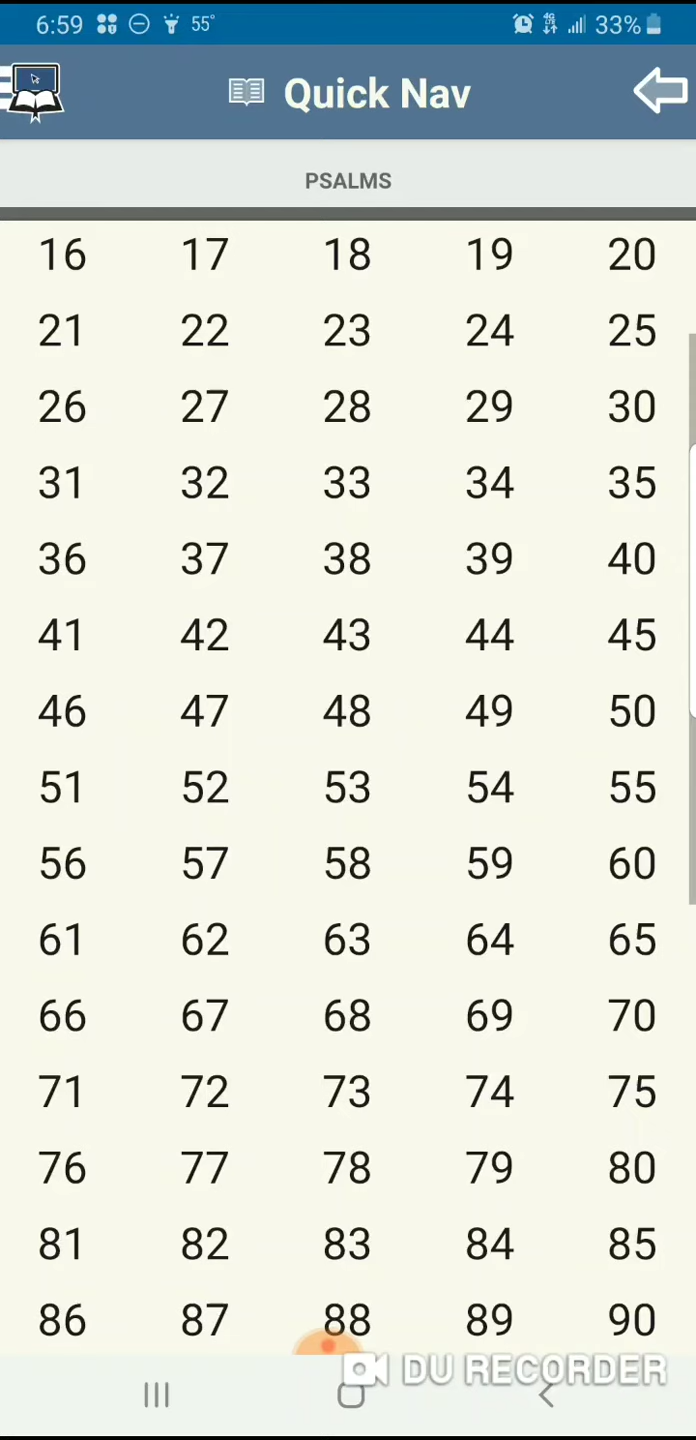 6:59 55° 4G LTE 33%
Quick Nav
PSALMS
16 17 18 19 20
21 22 23 24 25
26 27 28 29 30
31 32 33 34 35
36 37 38 39 40
41 42 43 44 45
46 47 48 49 50
51 52 53 54 55
56 57 58 59 60
61 62 63 64 65
66 67 68 69 70
71 72 73 74 75
76 77 78 79 80
81 82 83 84 85
86 87 88 89 90
DU RECORDER